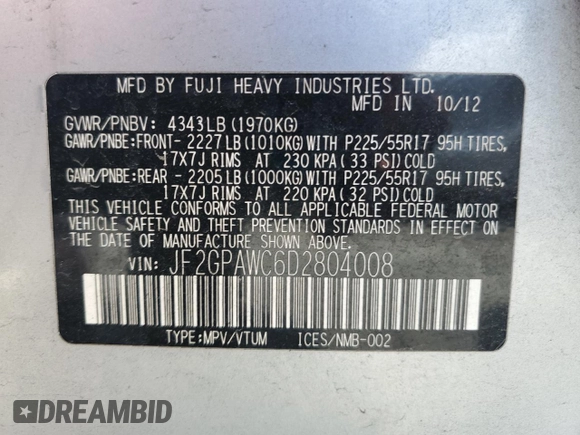 MFD BY FUJI HEAVY INDUSTRIES LTD.
MFD IN 10/12
GVWR/PNBV: 4343LB(1970KG)
GAWR/PNBE:FRONT- 2227LB(1010KG)WITH P225/55R17 95H TIRES,
17X7J RIMS AT 230 KPA( 33 PSI)COLD
GAWR/PNBE:REAR - 2205LB(1000KG)WITH P225/55R17 95H TIRES,
17X7J RIMS AT 220 KPA( 32 PSI)COLD
THIS VEHICLE CONFORMS TO ALL APPLICABLE FEDERAL MOTOR
VEHICLE SAFETY AND THEFT PREVENTION STANDARDS IN EFFECT
ON THE DATE OF MANUFACTURE SHOWN ABOVE.
VIN: JF2GPAWC6D2804008
TYPE:MPV/VTUM ICES/NMB-002
DREAMBID